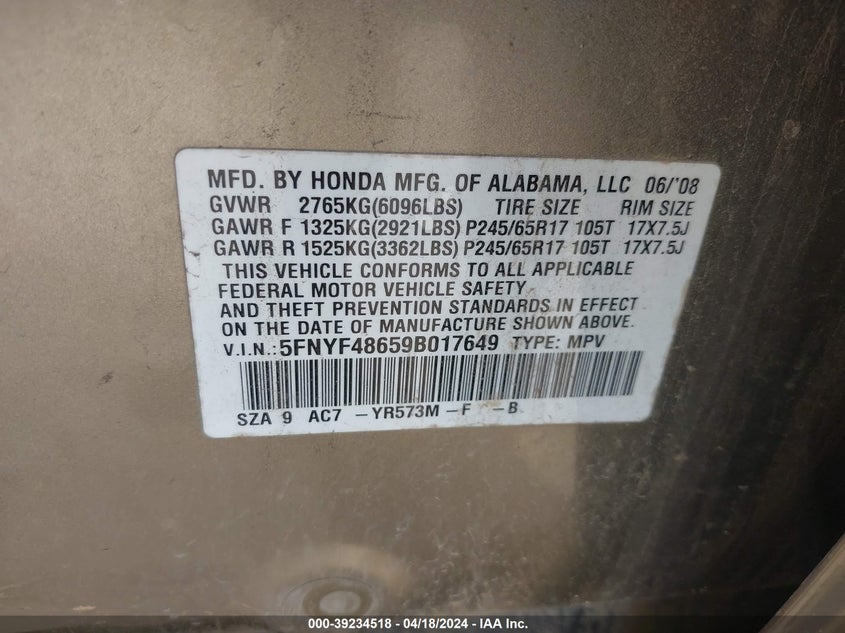 MFD. BY HONDA MFG. OF ALABAMA, LLC 06/'08
GVWR 2765KG(6096LBS) TIRE SIZE RIM SIZE
GAWR F 1325KG(2921LBS) P245/65R17 105T 17X7.5J
GAWR R 1525KG(3362LBS) P245/65R17 105T 17X7.5J
THIS VEHICLE CONFORMS TO ALL APPLICABLE
FEDERAL MOTOR VEHICLE SAFETY
AND THEFT PREVENTION STANDARDS IN EFFECT
ON THE DATE OF MANUFACTURE SHOWN ABOVE.
V.I.N.:5FNYF48659B017649 TYPE: MPV
SZA 9 AC7 -YR573M -F -B
000-39234518 - 04/18/2024 - IAA Inc.